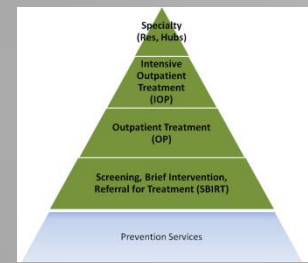 Specialty
(Res, Hubs)
Intensive
Outpatient
Treatment
(IOP)
Outpatient Treatment
(OP)
Screening, Brief Intervention,
Referral for Treatment (SBIRT)
Prevention Services